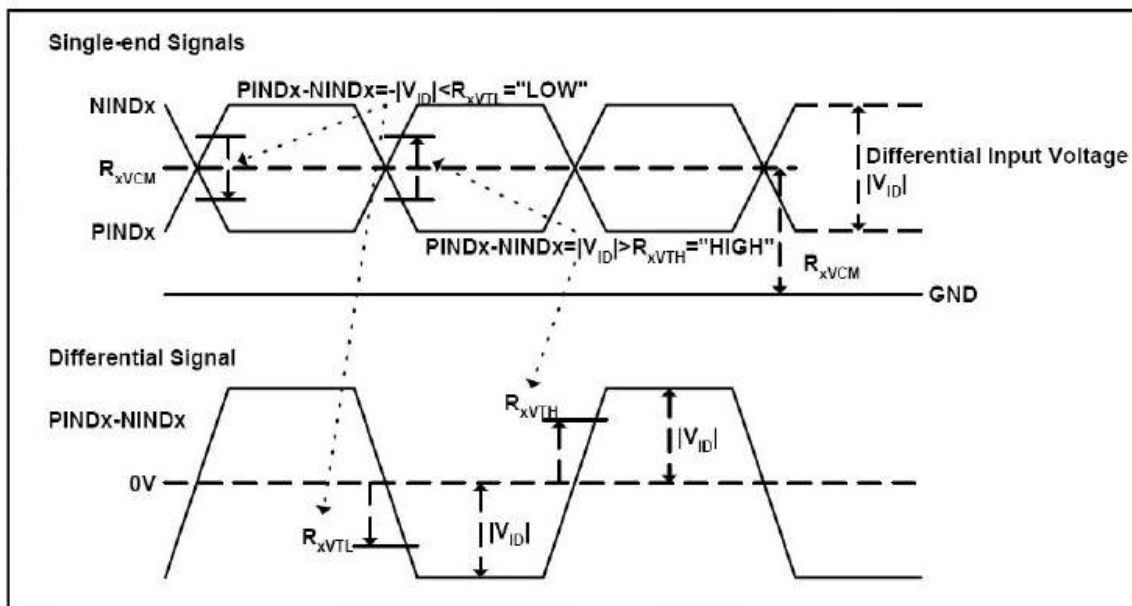 Single-end Signals
PINDx-NINDx=-|VID|<RxVTL="LOW"
NINDx
RxVCM
Differential Input Voltage
|VID|
PINDx
PINDx-NINDx=|VID|>RxVTH="HIGH"
RxVCM
GND
Differential Signal
PINDx-NINDx
RxVTH
|VID|
0V
RxVTL
|VID|